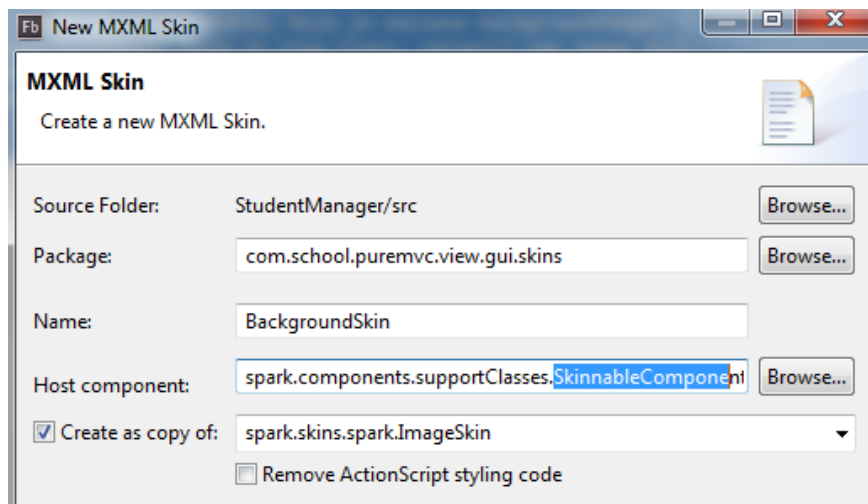 Fb New MXML Skin
MXML Skin
Create a new MXML Skin.
Source Folder: StudentManager/src Browse...
Package: com.school.puremvc.view.gui.skins Browse...
Name: BackgroundSkin
Host component: spark.components.supportClasses.SkinnableComponent Browse...
Create as copy of: spark.skins.spark.ImageSkin
Remove ActionScript styling code